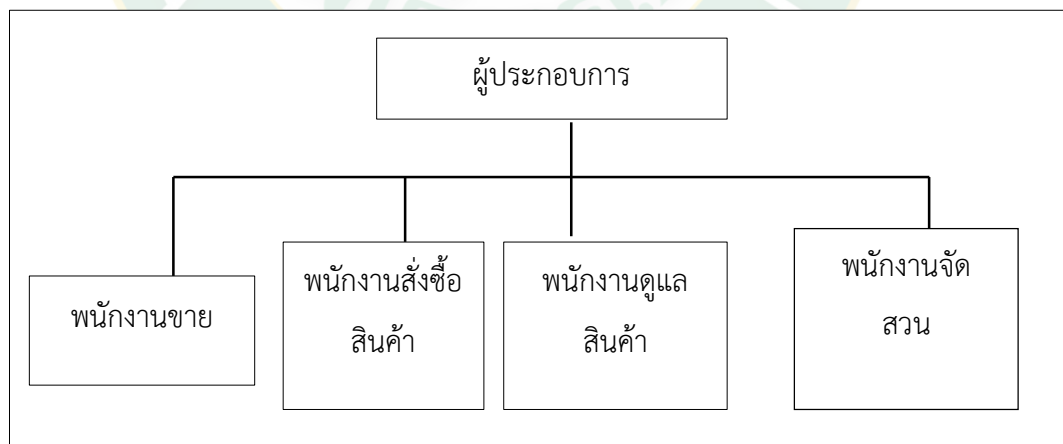 ผู้ประกอบการ
พนักงานขาย
พนักงานสั่งซื้อ
สินค้า
พนักงานดูแล
สินค้า
พนักงานจัด
สวน